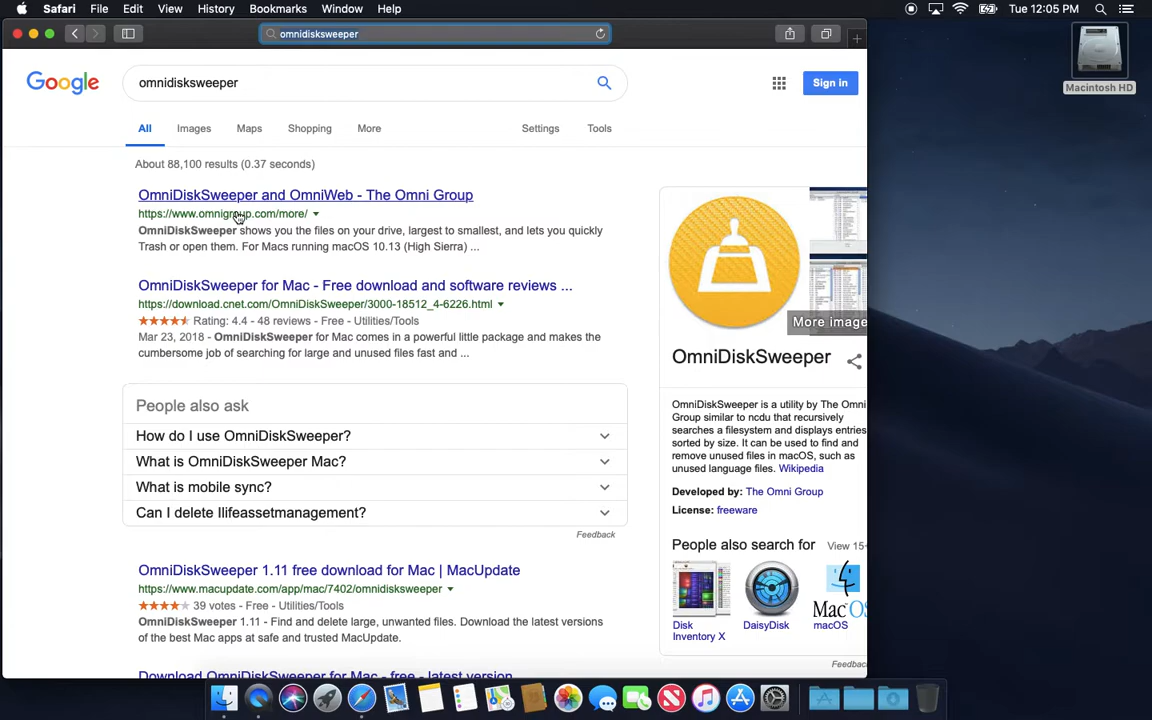 Safari File Edit View History Bookmarks Window Help Tue 12:05 PM
omnidisksweeper
Macintosh HD
Google omnidisksweeper Sign in
All Images Maps Shopping More Settings Tools
About 88,100 results (0.37 seconds)
OmniDiskSweeper and OmniWeb - The Omni Group
https://www.omnigroup.com/more/
OmniDiskSweeper shows you the files on your drive, largest to smallest, and lets you quickly
Trash or open them. For Macs running macOS 10.13 (High Sierra) ...
OmniDiskSweeper for Mac - Free download and software reviews ...
https://download.cnet.com/OmniDiskSweeper/3000-18512_4-6226.html
Rating: 4.4 - 48 reviews - Free - Utilities/Tools
Mar 23, 2018 - OmniDiskSweeper for Mac comes in a powerful little package and makes the
cumbersome job of searching for large and unused files fast and ...
People also ask
How do I use OmniDiskSweeper?
What is OmniDiskSweeper Mac?
What is mobile sync?
Can I delete Ilifeassetmanagement?
Feedback
OmniDiskSweeper 1.11 free download for Mac | MacUpdate
https://www.macupdate.com/app/mac/7402/omnidisksweeper
39 votes - Free - Utilities/Tools
OmniDiskSweeper 1.11 - Find and delete large, unwanted files. Download the latest versions
of the best Mac apps at safe and trusted MacUpdate.
Download OmniDiskSweeper for Mac - free - latest version
More image
OmniDiskSweeper
OmniDiskSweeper is a utility by The Omni
Group similar to ncdu that recursively
searches a filesystem and displays entries
sorted by size. It can be used to find and
remove unused files in macOS, such as
unused language files. Wikipedia
Developed by: The Omni Group
License: freeware
People also search for View 15+
Disk
Inventory X
DaisyDisk
MacOS
macOS
Feedback